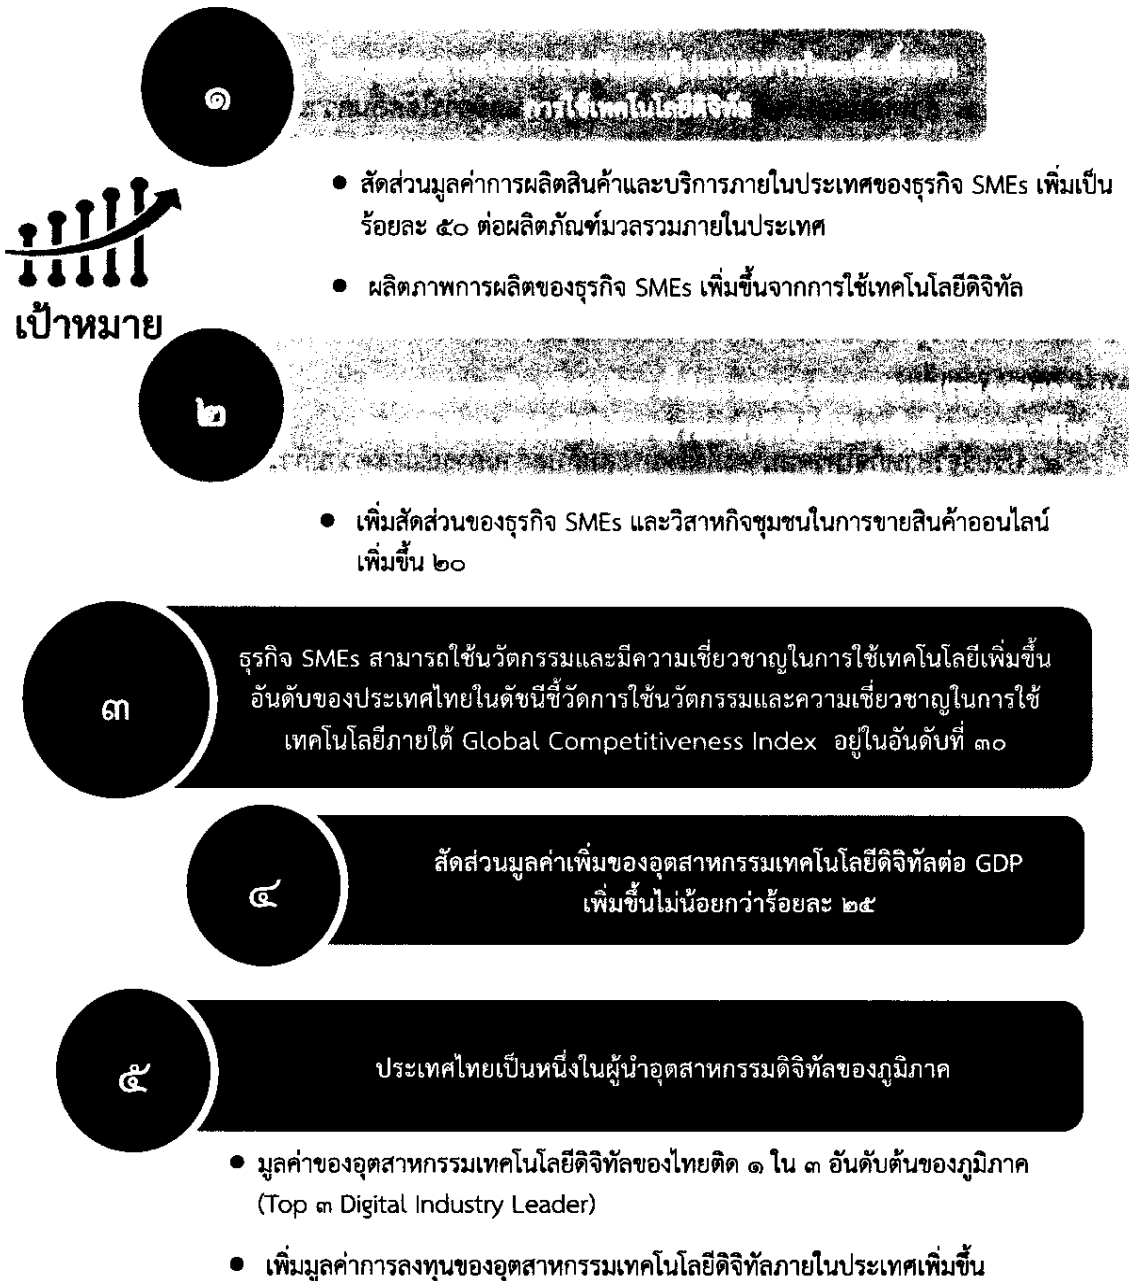 ๑
การใช้เทคโนโลยีดิจิทัล
● สัดส่วนมูลค่าการผลิตสินค้าและบริการภายในประเทศของธุรกิจ SMEs เพิ่มเป็น
ร้อยละ ๕๐ ต่อผลิตภัณฑ์มวลรวมภายในประเทศ
● ผลิตภาพการผลิตของธุรกิจ SMEs เพิ่มขึ้นจากการใช้เทคโนโลยีดิจิทัล
เป้าหมาย
๒
● เพิ่มสัดส่วนของธุรกิจ SMEs และวิสาหกิจชุมชนในการขายสินค้าออนไลน์
เพิ่มขึ้น ๒๐
๓
ธุรกิจ SMEs สามารถใช้นวัตกรรมและมีความเชี่ยวชาญในการใช้เทคโนโลยีเพิ่มขึ้น
อันดับของประเทศไทยในดัชนีชี้วัดการใช้นวัตกรรมและความเชี่ยวชาญในการใช้
เทคโนโลยีภายใต้ Global Competitiveness Index อยู่ในอันดับที่ ๓๐
๔
สัดส่วนมูลค่าเพิ่มของอุตสาหกรรมเทคโนโลยีดิจิทัลต่อ GDP
เพิ่มขึ้นไม่น้อยกว่าร้อยละ ๒๕
๕
ประเทศไทยเป็นหนึ่งในผู้นำอุตสาหกรรมดิจิทัลของภูมิภาค
● มูลค่าของอุตสาหกรรมเทคโนโลยีดิจิทัลของไทยติด ๑ ใน ๓ อันดับต้นของภูมิภาค
(Top ๓ Digital Industry Leader)
● เพิ่มมูลค่าการลงทุนของอุตสาหกรรมเทคโนโลยีดิจิทัลภายในประเทศเพิ่มขึ้น